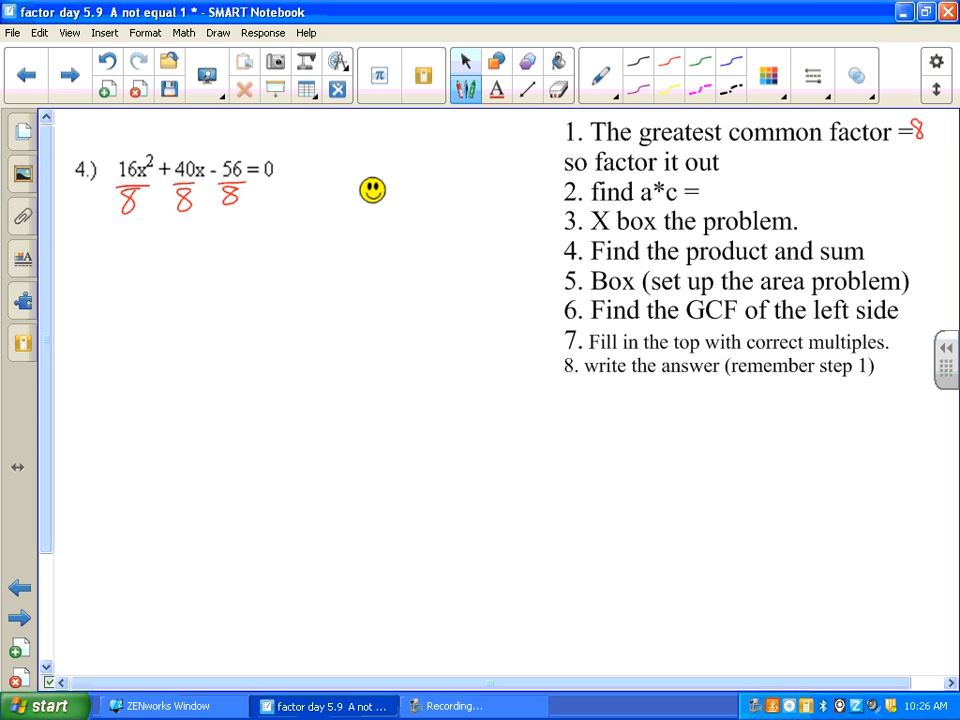 factor day 5.9 A not equal 1 * - SMART Notebook
File Edit View Insert Format Math Draw Response Help
4.) 16x² + 40x - 56 = 0
8 8 8
1. The greatest common factor =8
so factor it out
2. find a*c =
3. X box the problem.
4. Find the product and sum
5. Box (set up the area problem)
6. Find the GCF of the left side
7. Fill in the top with correct multiples.
8. write the answer (remember step 1)
start ZENworks Window factor day 5.9 A no t... Recording... 10:26 AM